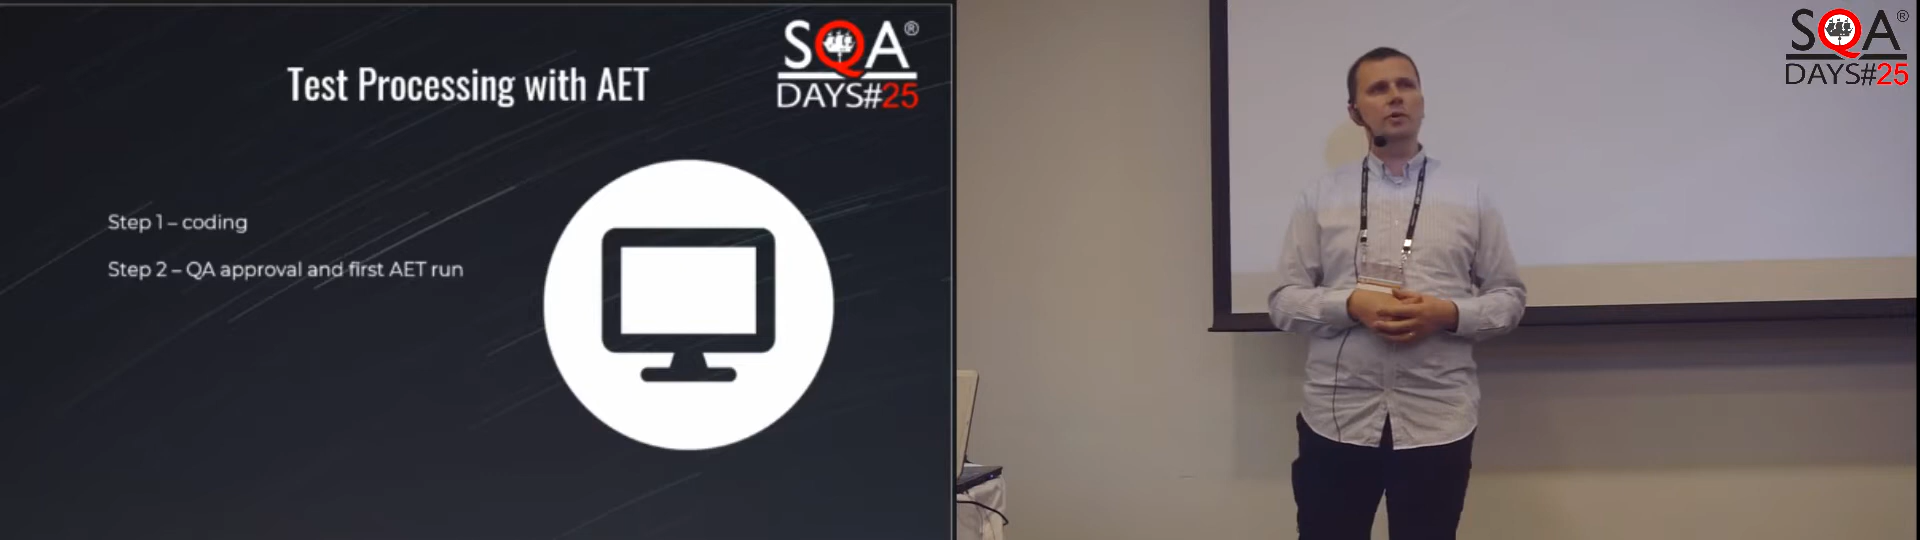 Test Processing with AET
SQA®
DAYS#25
Step 1 – coding
Step 2 – QA approval and first AET run
SQA®
DAYS#25